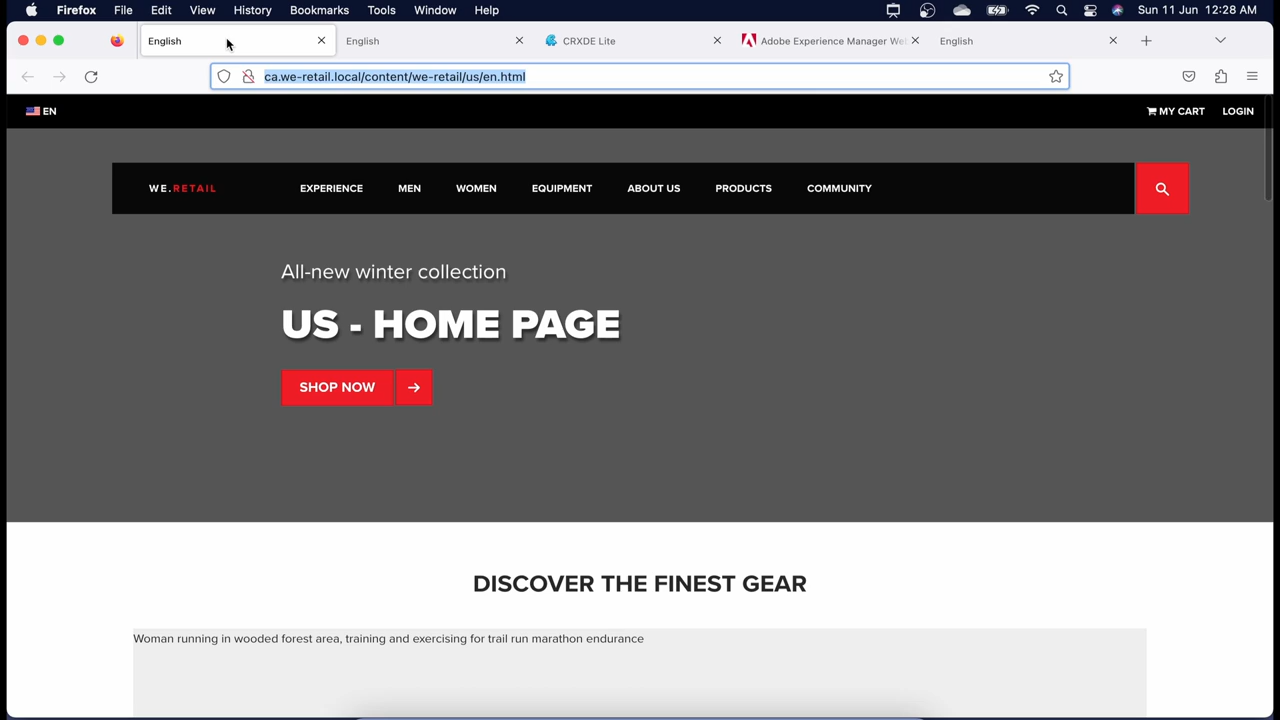 Firefox File Edit View History Bookmarks Tools Window Help Sun 11 Jun 12:28 AM
English English CRXDE Lite Adobe Experience Manager We English
ca.we-retail.local/content/we-retail/us/en.html
EN MY CART LOGIN
WE.RETAIL EXPERIENCE MEN WOMEN EQUIPMENT ABOUT US PRODUCTS COMMUNITY
All-new winter collection
US - HOME PAGE
SHOP NOW
DISCOVER THE FINEST GEAR
Woman running in wooded forest area, training and exercising for trail run marathon endurance